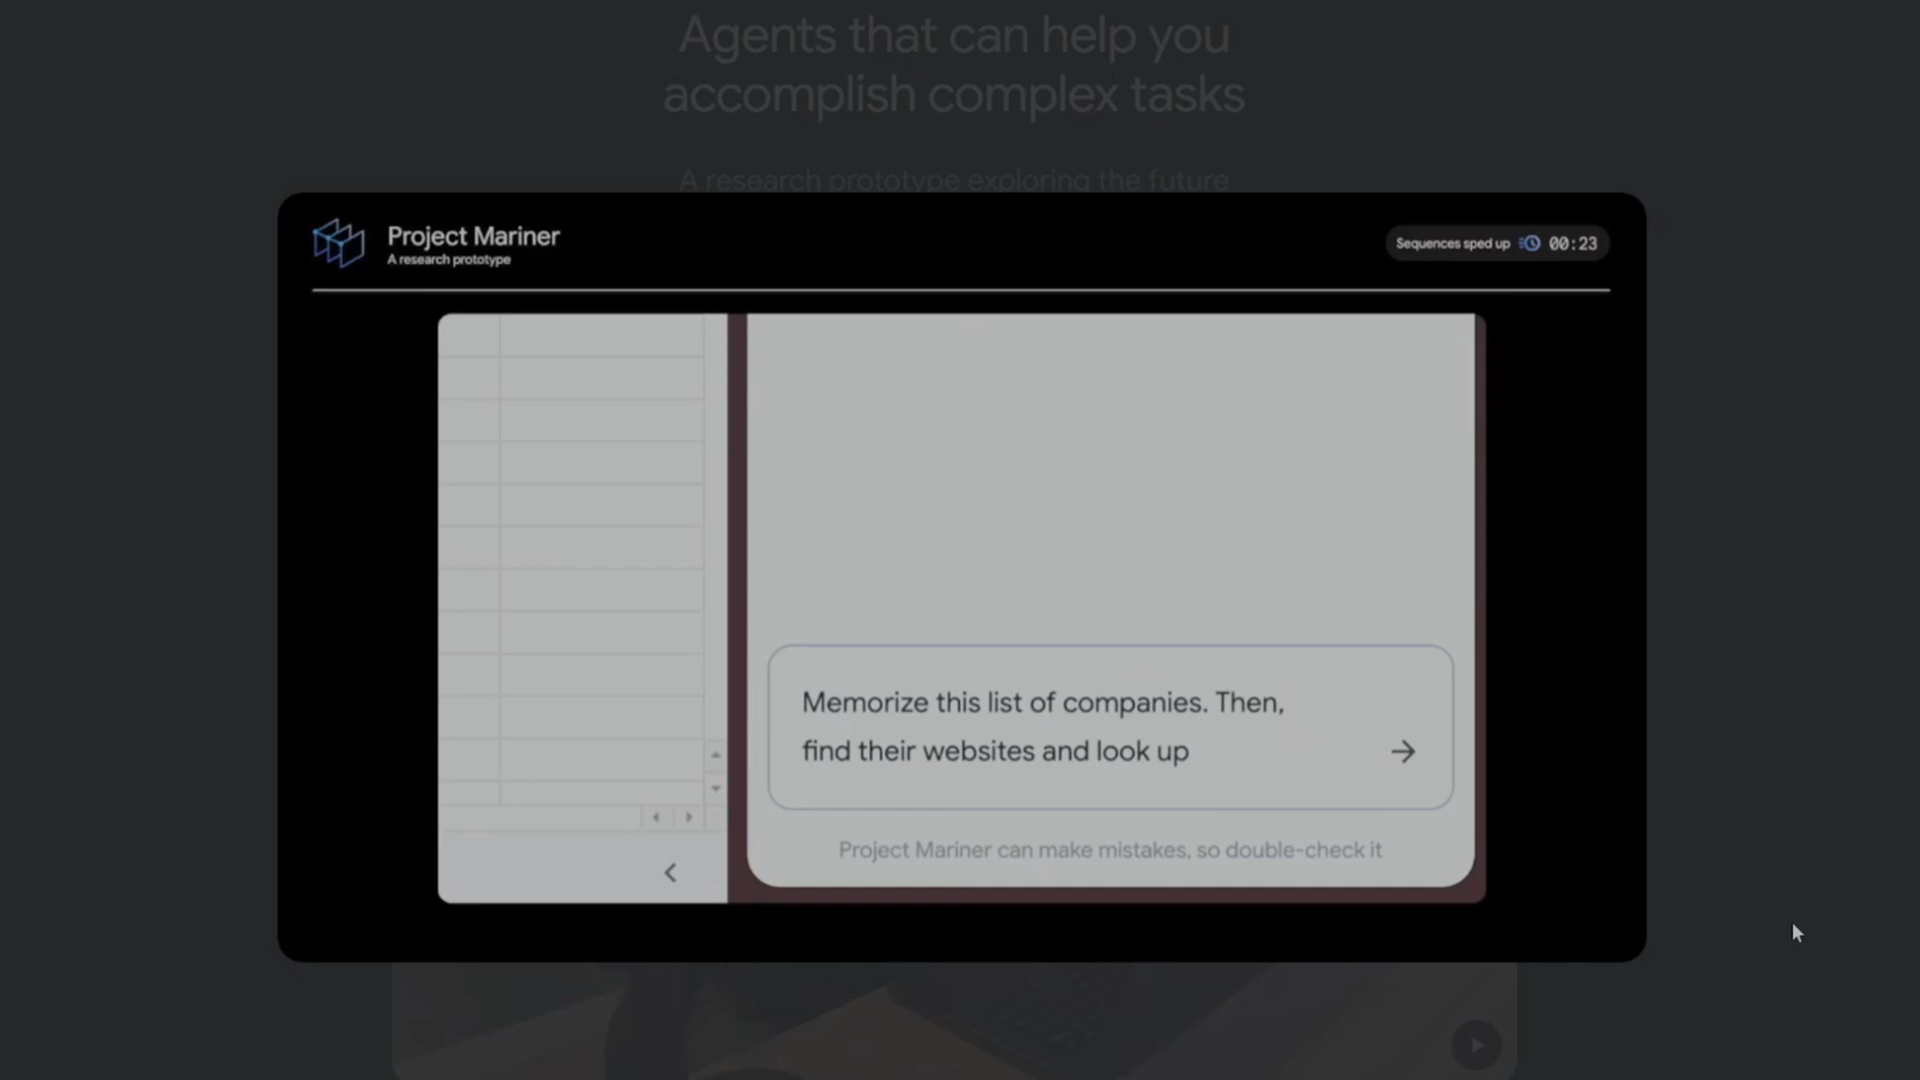 Agents that can help you
accomplish complex tasks
A research prototype exploring the future
Project Mariner
A research prototype
Sequences sped up 00:23
Memorize this list of companies. Then,
find their websites and look up
Project Mariner can make mistakes, so double-check it